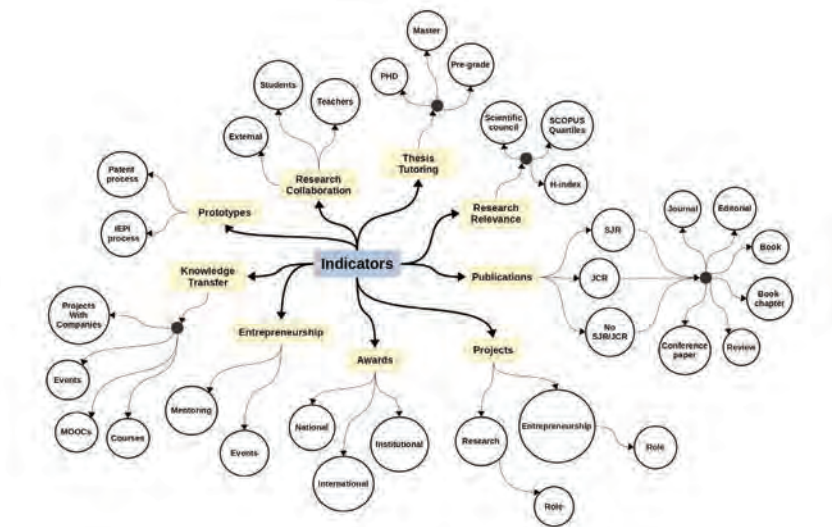 Master
PHD
Pre-grade
Students
Teachers
External
Scientific
council
SCOPUS
Quartiles
H-index
Thesis
Tutoring
Research
Collaboration
Research
Relevance
Patent
process
IEPI
process
Prototypes
Indicators
Knowledge
Transfer
Publications
SJR
JCR
No
SJR/JCR
Journal
Editorial
Book
Book
chapter
Review
Conference
paper
Projects
With
Companies
Events
MOOCs
Courses
Entrepreneurship
Mentoring
Events
Awards
National
International
Institutional
Projects
Research
Role
Entrepreneurship
Role